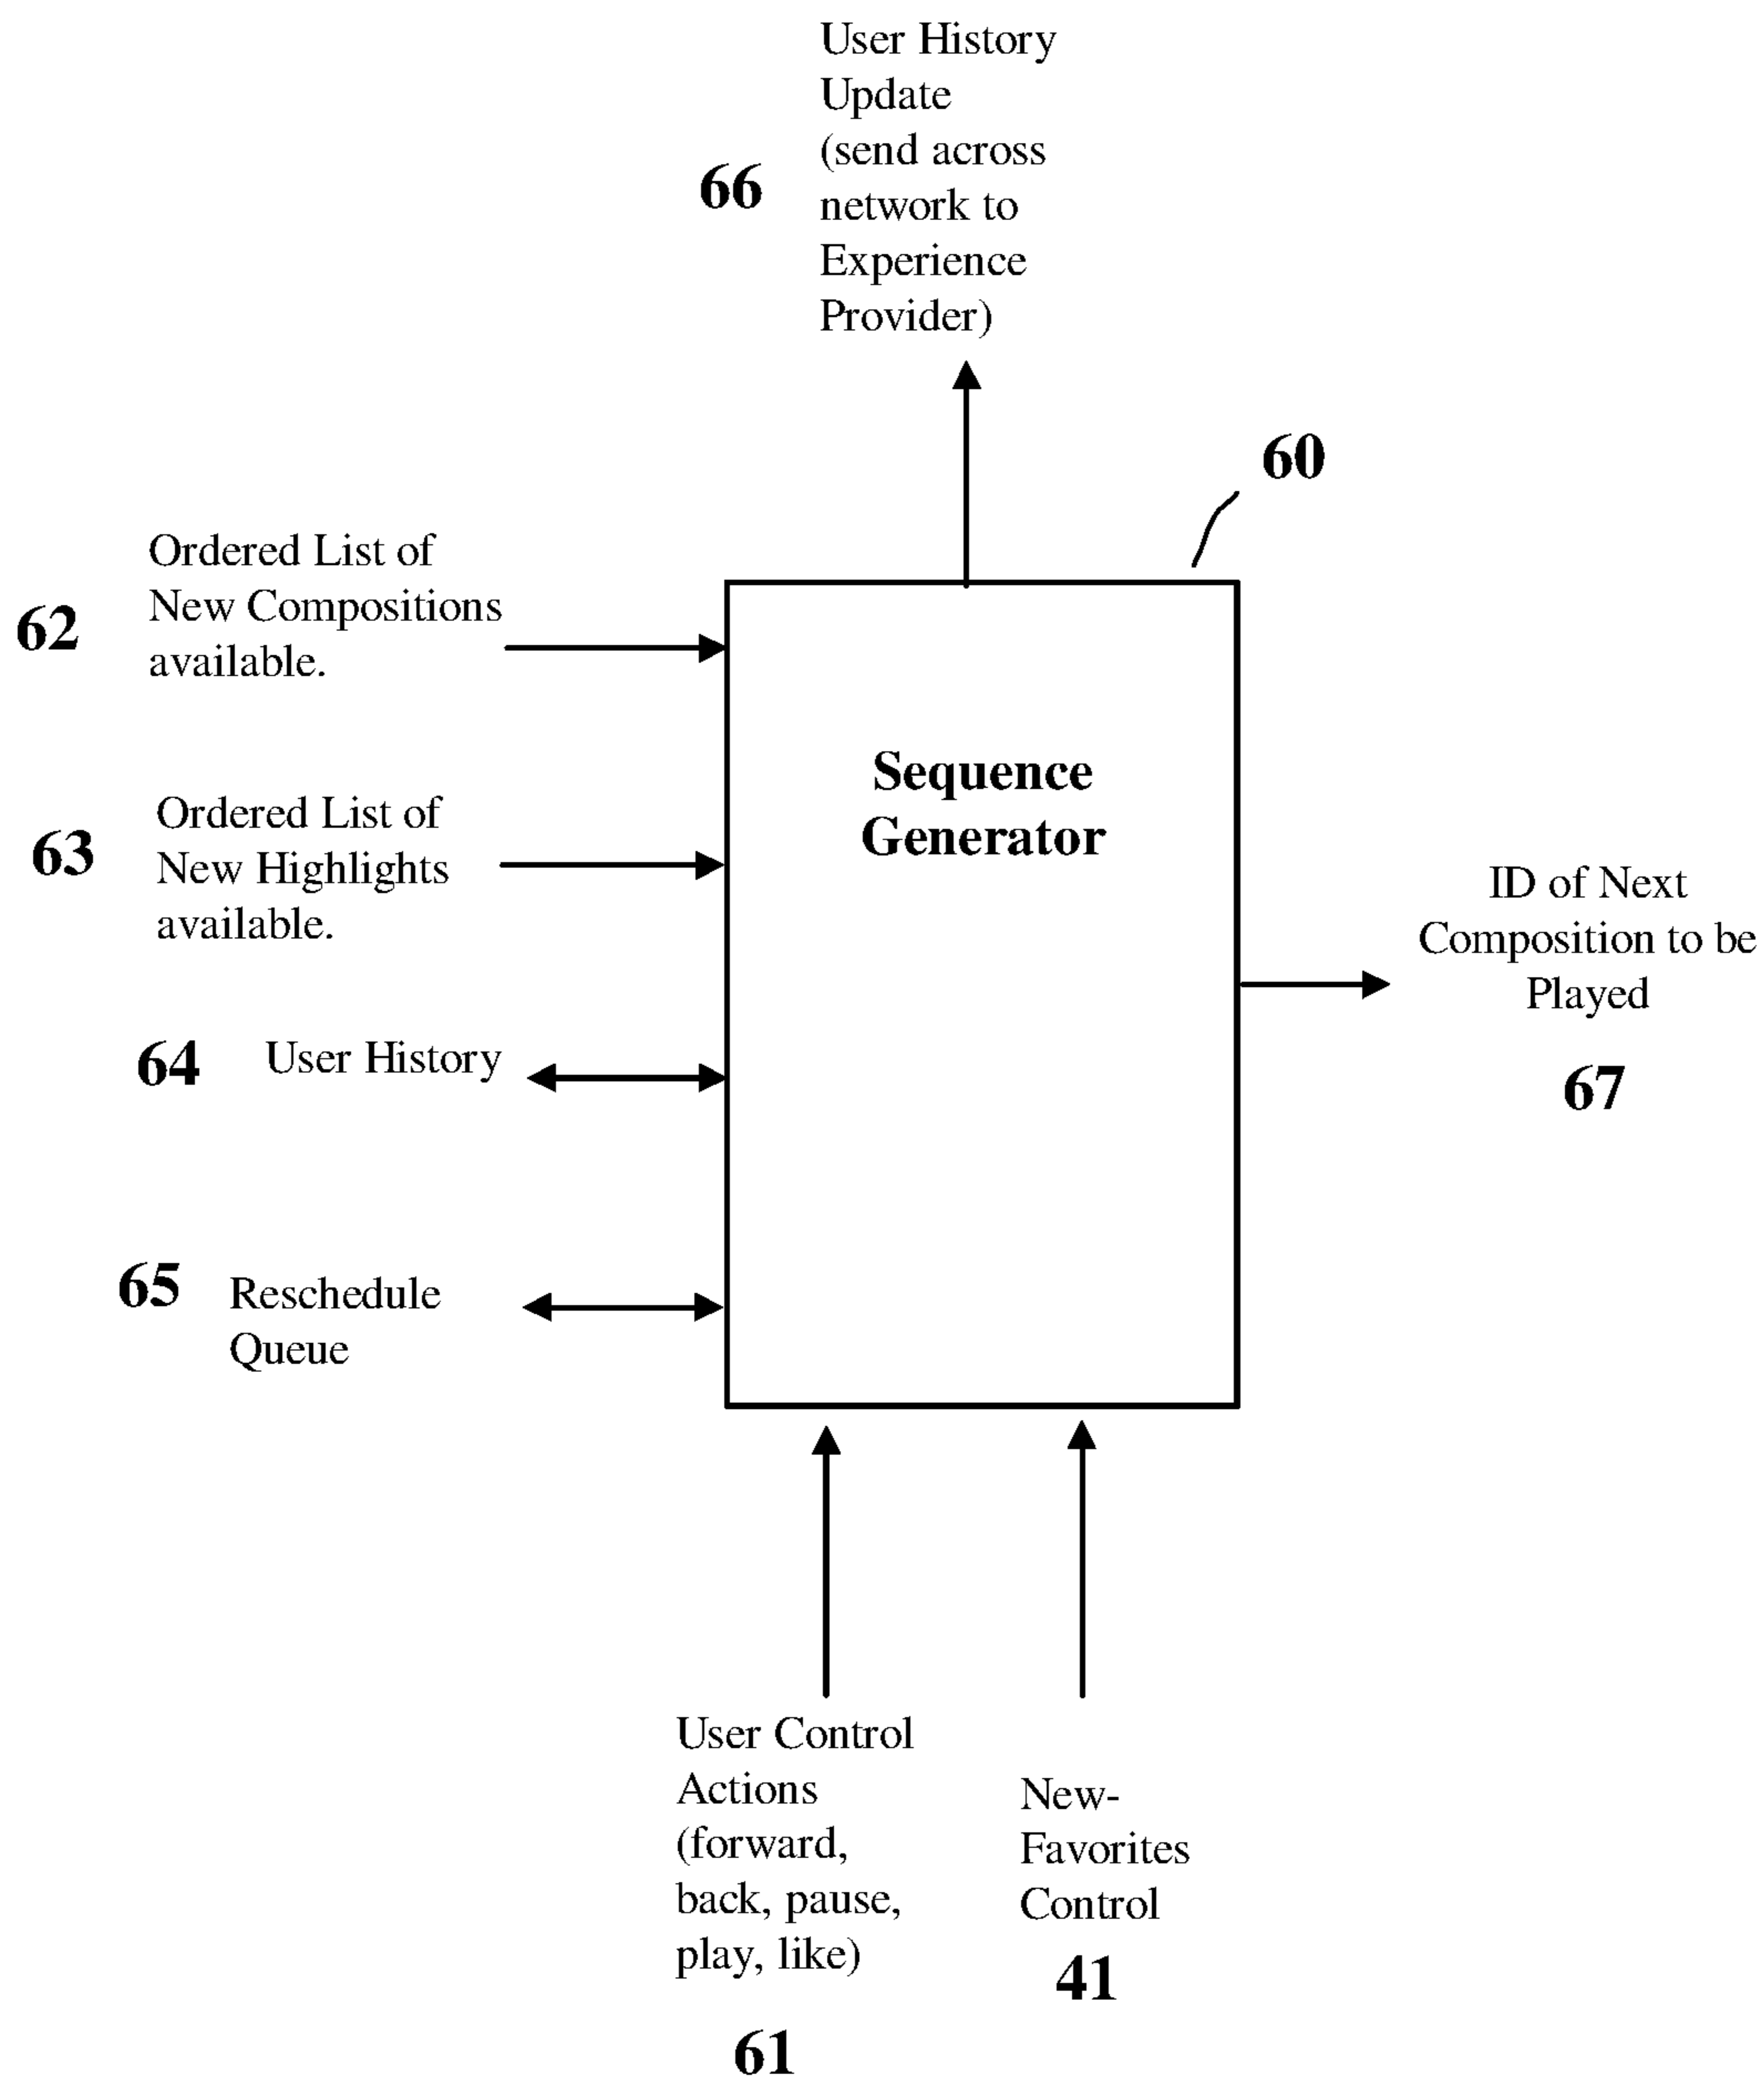 User History
Update
(send across
network to
Experience
Provider)
66
60
62
Ordered List of
New Compositions
available.
Sequence
Generator
63
Ordered List of
New Highlights
available.
ID of Next
Composition to be
Played
67
64
User History
65
Reschedule
Queue
User Control
Actions
(forward,
back, pause,
play, like)
61
New-
Favorites
Control
41